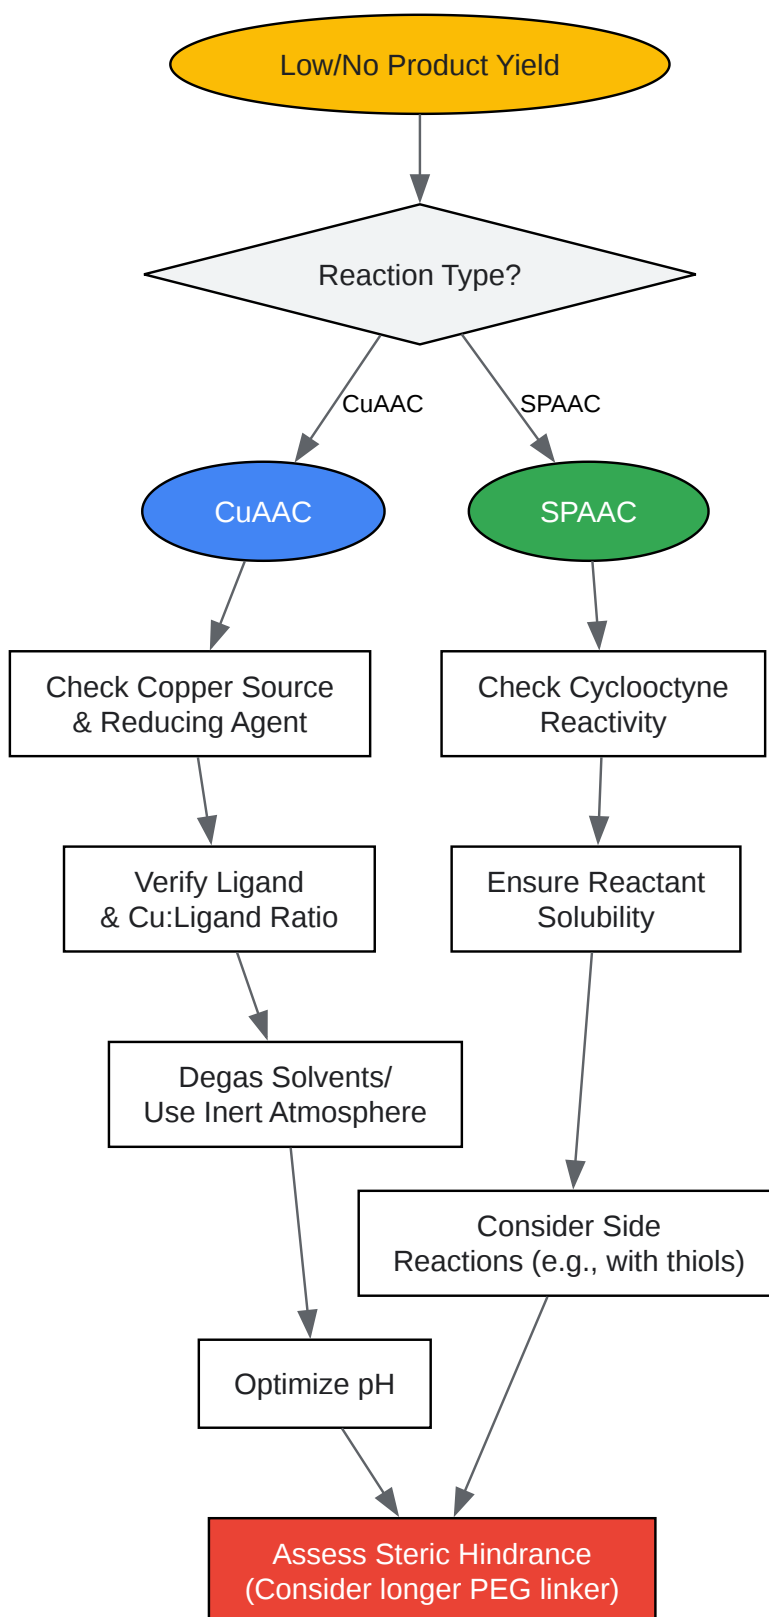 Low/No Product Yield
Reaction Type?
CuAAC
SPAAC
CuAAC
SPAAC
Check Copper Source
& Reducing Agent
Check Cyclooctyne
Reactivity
Verify Ligand
& Cu:Ligand Ratio
Ensure Reactant
Solubility
Degas Solvents/
Use Inert Atmosphere
Consider Side
Reactions (e.g., with thiols)
Optimize pH
Assess Steric Hindrance
(Consider longer PEG linker)